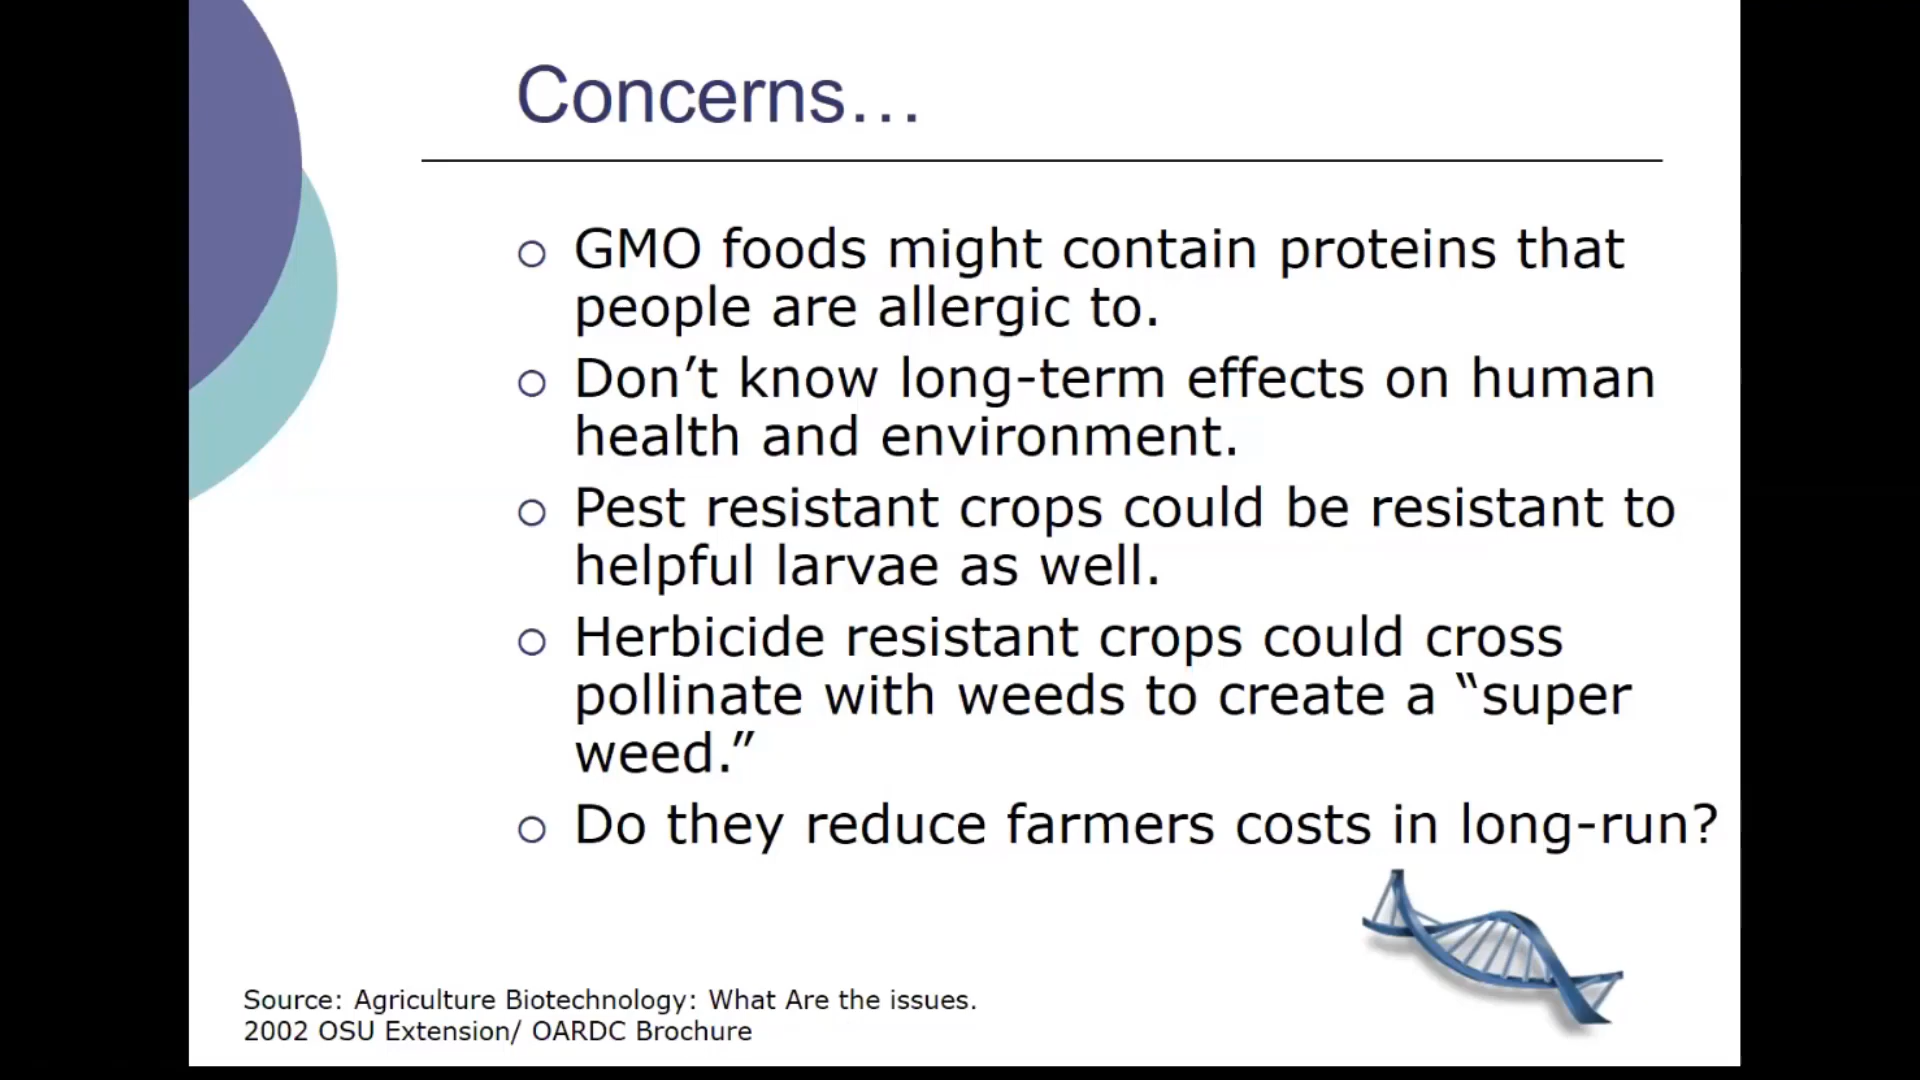 Concerns…
GMO foods might contain proteins that
people are allergic to.
Don’t know long-term effects on human
health and environment.
Pest resistant crops could be resistant to
helpful larvae as well.
Herbicide resistant crops could cross
pollinate with weeds to create a “super
weed.”
Do they reduce farmers costs in long-run?
Source: Agriculture Biotechnology: What Are the issues.
2002 OSU Extension/ OARDC Brochure